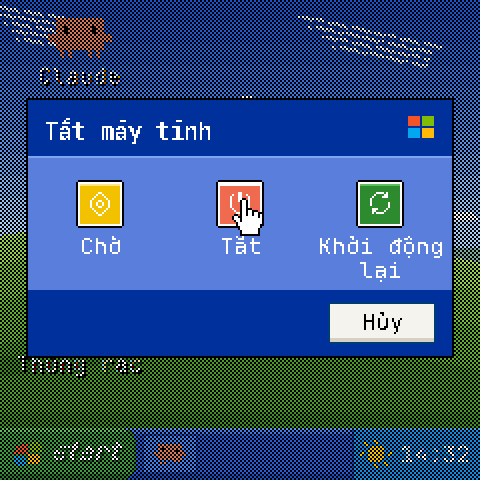 Claude
Tắt máy tính
Chờ
Tắt
Khởi động
lại
Hủy
Thùng rác
start
14:32